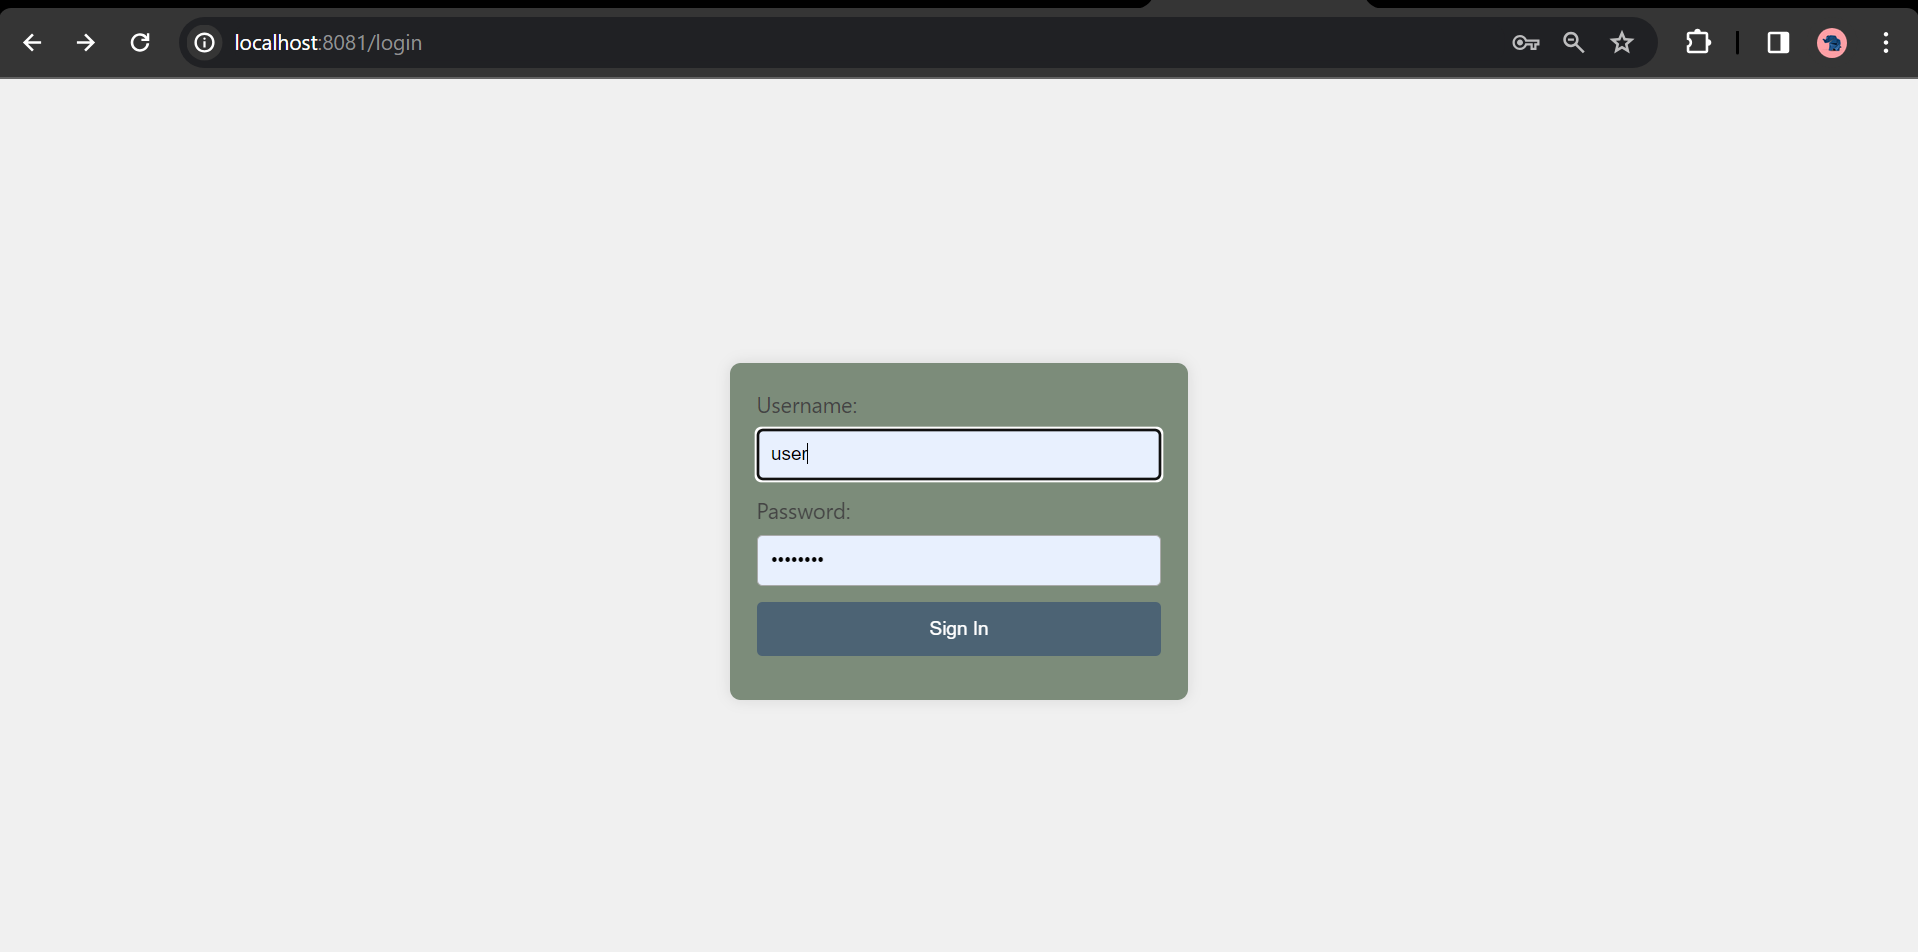 localhost:8081/login
Username:
user
Password:
••••••••
Sign In